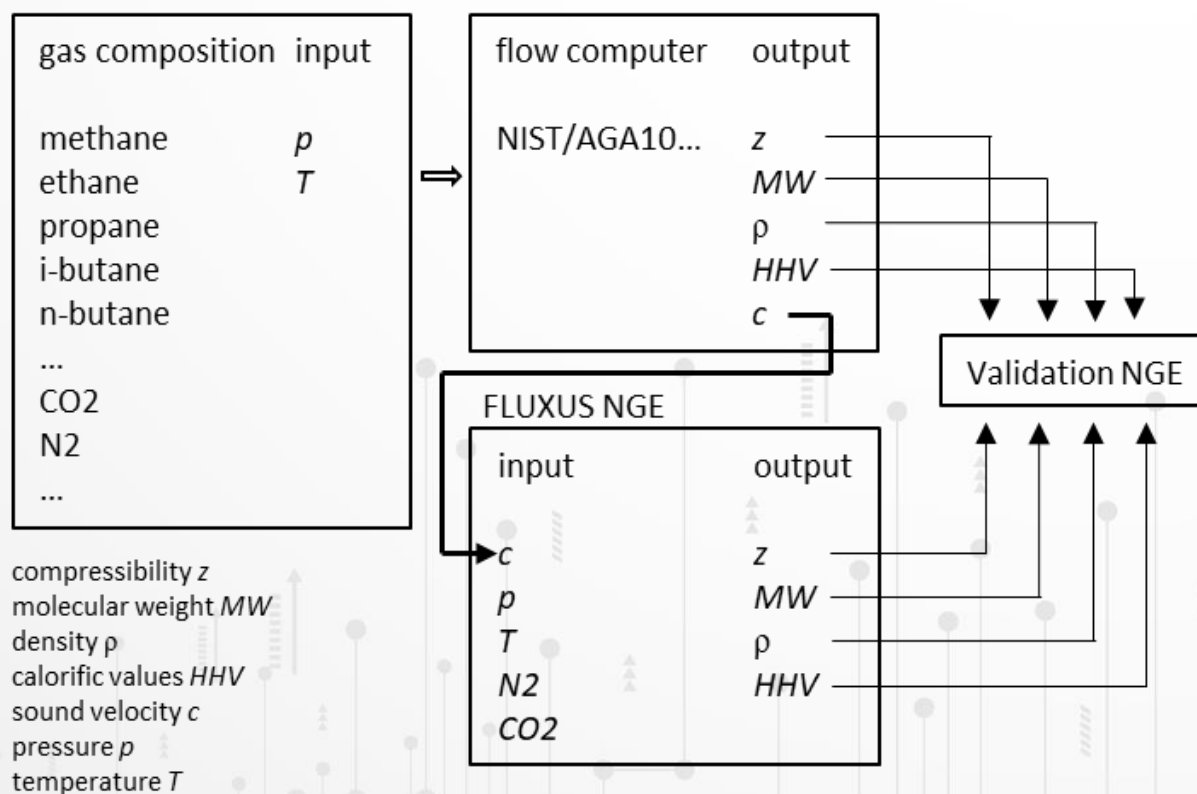 gas composition input
methane p
ethane T
propane
i-butane
n-butane
...
CO2
N2
...
flow computer output
NIST/AGA10... z
MW
ρ
HHV
c
Validation NGE
FLUXUS NGE
input output
c z
p MW
T ρ
N2 HHV
CO2
compressibility z
molecular weight MW
density ρ
calorific values HHV
sound velocity c
pressure p
temperature T